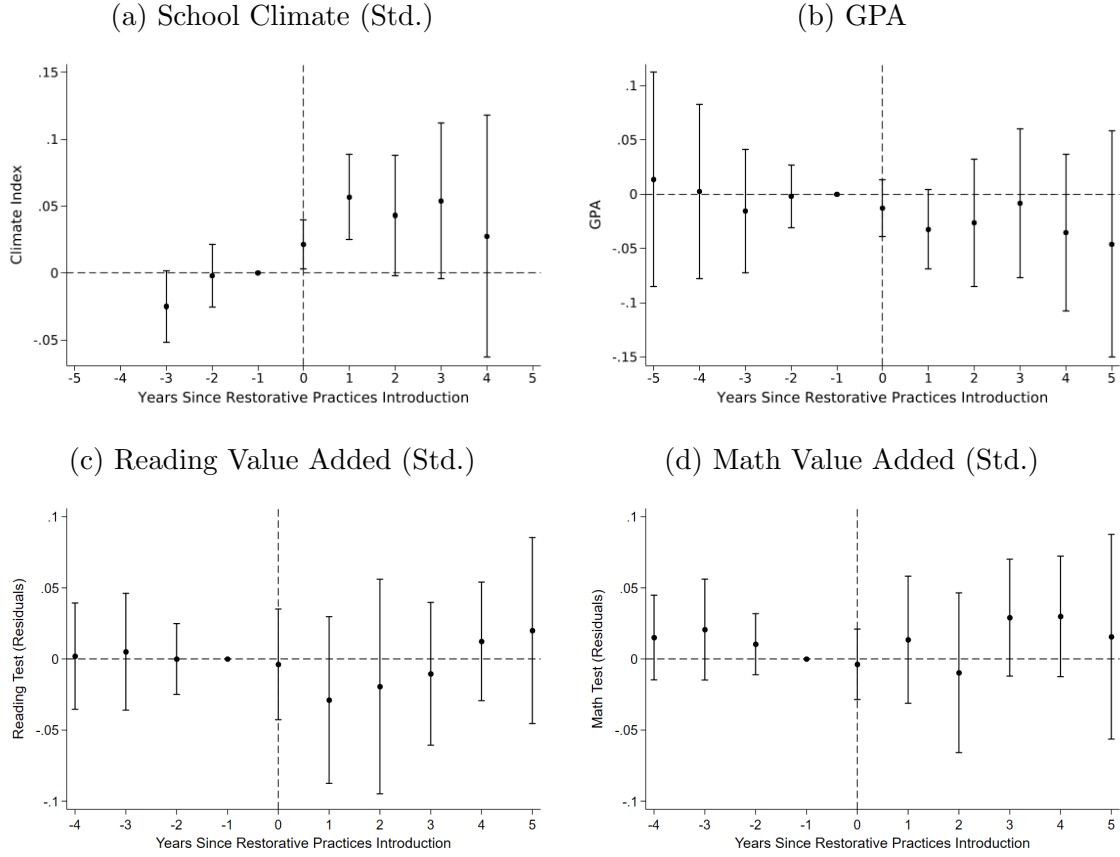 (a) School Climate (Std.)
.15
.1
.05
0
-.05
Climate Index
-5 -4 -3 -2 -1 0 1 2 3 4 5
Years Since Restorative Practices Introduction
(b) GPA
.1
.05
0
-.05
-.1
-.15
GPA
-5 -4 -3 -2 -1 0 1 2 3 4 5
Years Since Restorative Practices Introduction
(c) Reading Value Added (Std.)
.1
.05
0
-.05
-.1
Reading Test (Residuals)
-4 -3 -2 -1 0 1 2 3 4 5
Years Since Restorative Practices Introduction
(d) Math Value Added (Std.)
.1
.05
0
-.05
-.1
Math Test (Residuals)
-4 -3 -2 -1 0 1 2 3 4 5
Years Since Restorative Practices Introduction